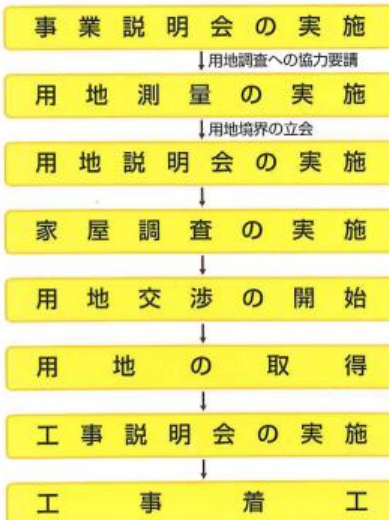 事業説明会の実施
用地調査への協力要請
用地測量の実施
用地境界の立会
用地説明会の実施
家屋調査の実施
用地交渉の開始
用地の取得
工事説明会の実施
工事着工